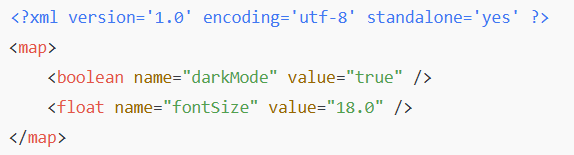 <?xml version='1.0' encoding='utf-8' standalone='yes' ?>
<map>
    <boolean name="darkMode" value="true" />
    <float name="fontSize" value="18.0" />
</map>